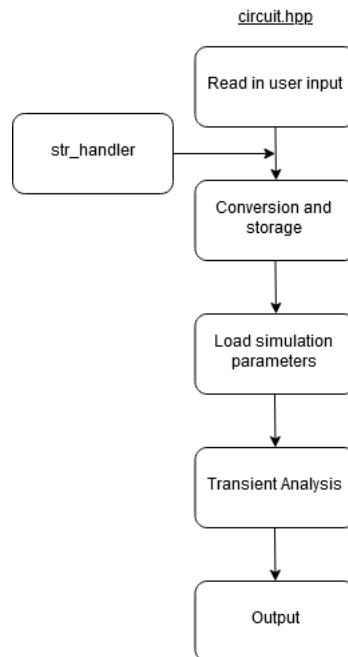 circuit.hpp
Read in user input
str_handler
Conversion and
storage
Load simulation
parameters
Transient Analysis
Output